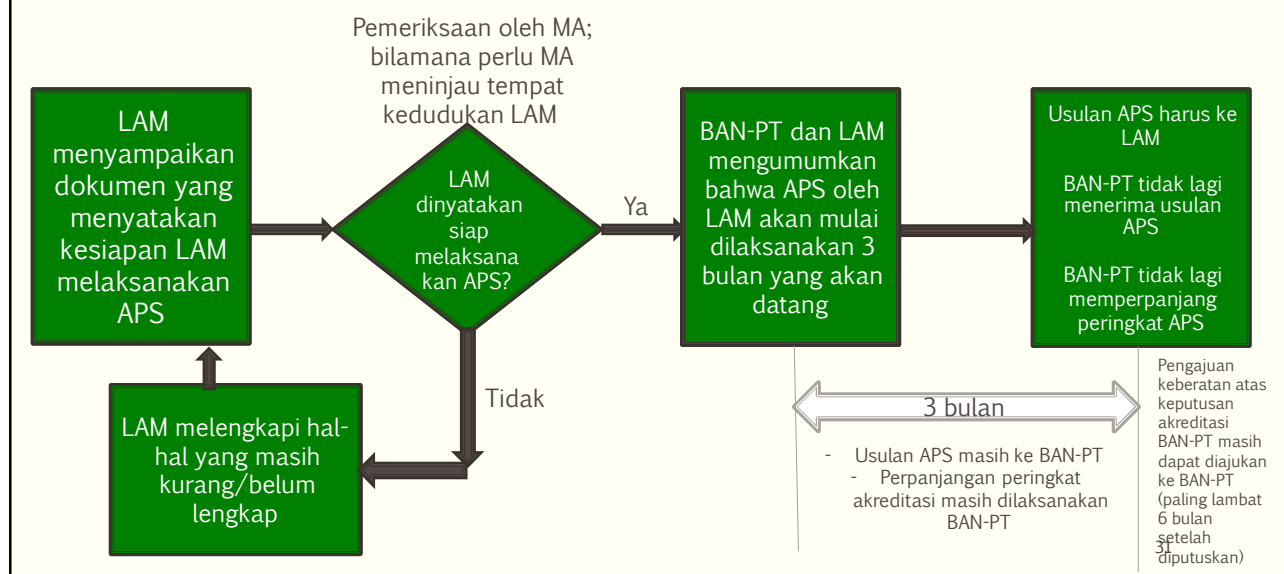 Pemeriksaan oleh MA;
bilamana perlu MA
meninjau tempat
kedudukan LAM
LAM
menyampaikan
dokumen yang
menyatakan
kesiapan LAM
melaksanakan
APS
LAM
dinyatakan
siap
melaksana
kan APS?
Ya
BAN-PT dan LAM
mengumumkan
bahwa APS oleh
LAM akan mulai
dilaksanakan 3
bulan yang akan
datang
Usulan APS harus ke
LAM
BAN-PT tidak lagi
menerima usulan
APS
BAN-PT tidak lagi
memperpanjang
peringkat APS
Tidak
LAM melengkapi hal-
hal yang masih
kurang/belum
lengkap
3 bulan
- Usulan APS masih ke BAN-PT
- Perpanjangan peringkat
akreditasi masih dilaksanakan
BAN-PT
Pengajuan
keberatan atas
keputusan
akreditasi
BAN-PT masih
dapat diajukan
ke BAN-PT
(paling lambat
6 bulan
setelah
diputuskan)
31